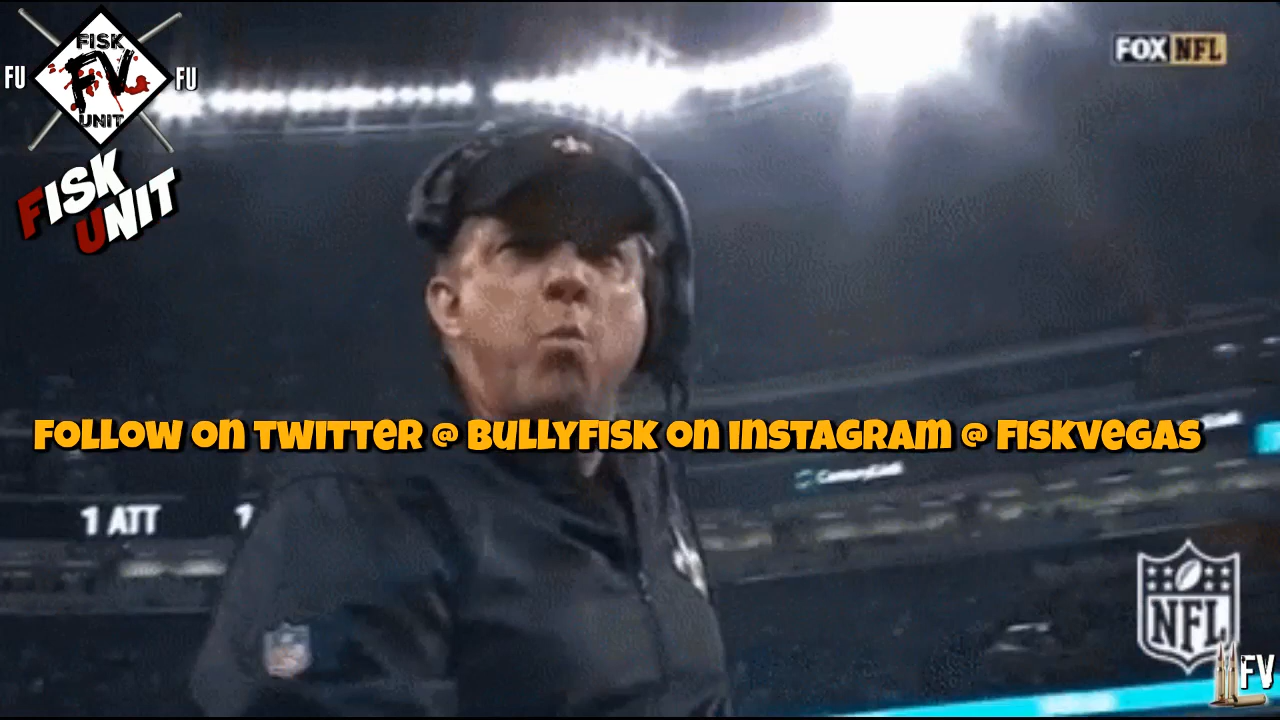 FISK
FV
UNIT
FU
FU
FISK
UNIT
FOX NFL
FOLLOW ON TWITTER @ BULLYFISK ON INSTAGRAM @ FISKVEGAS
CenturyLink
1 ATT
NFL
FV